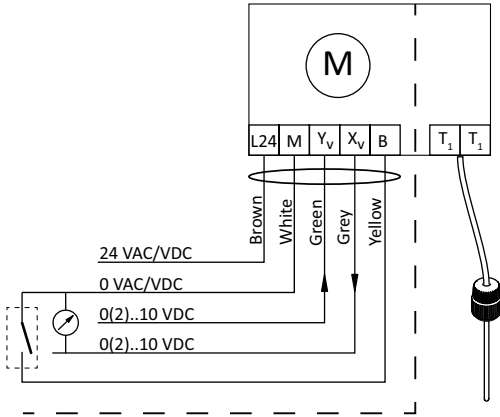 M
L24 M Yv Xv B T1 T1
Brown
White
Green
Grey
Yellow
24 VAC/VDC
0 VAC/VDC
0(2)..10 VDC
0(2)..10 VDC